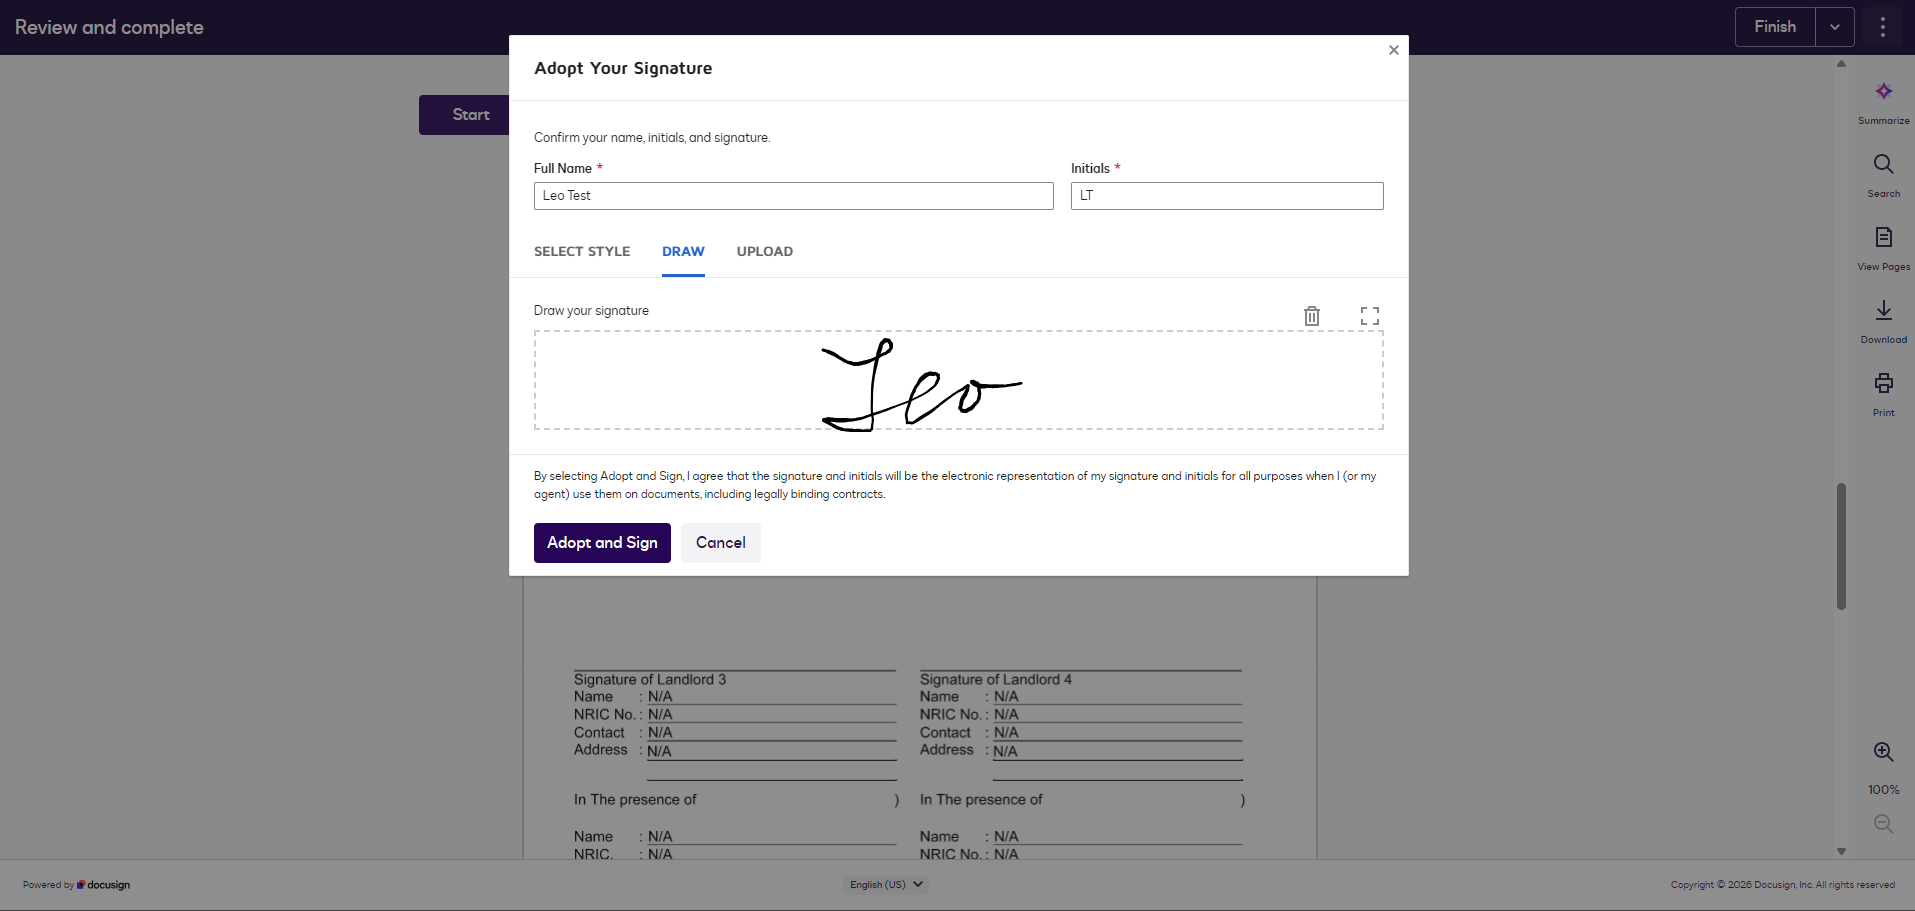 Review and complete
Finish
Adopt Your Signature
Start
Confirm your name, initials, and signature.
Full Name *
Initials *
Leo Test
LT
SELECT STYLE
DRAW
UPLOAD
Draw your signature
Leo
By selecting Adopt and Sign, I agree that the signature and initials will be the electronic representation of my signature and initials for all purposes when I (or my
agent) use them on documents, including legally binding contracts.
Adopt and Sign
Cancel
Summarize
Search
View Pages
Download
Print
Signature of Landlord 3
Name : N/A
NRIC No. : N/A
Contact : N/A
Address : N/A
In The presence of )
Name : N/A
NRIC. : N/A
Signature of Landlord 4
Name : N/A
NRIC No. : N/A
Contact : N/A
Address : N/A
In The presence of )
Name : N/A
NRIC No. : N/A
100%
Powered by docusign
English (US)
Copyright © 2026 Docusign, Inc. All rights reserved